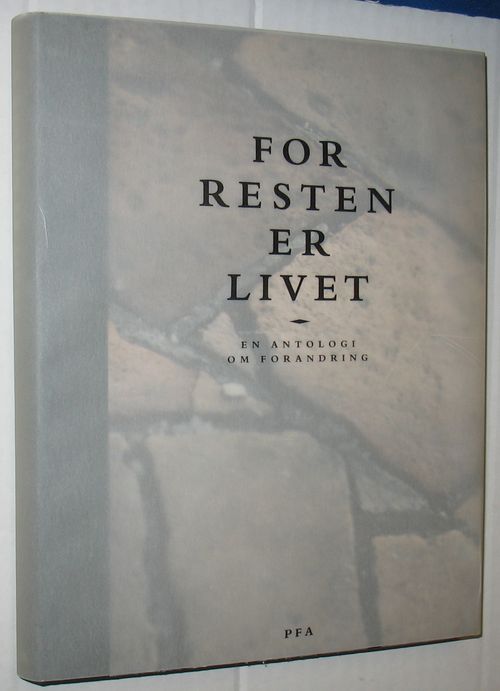 FOR
RESTEN
ER
LIVET
EN ANTOLOGI
OM FORANDRING
PFA